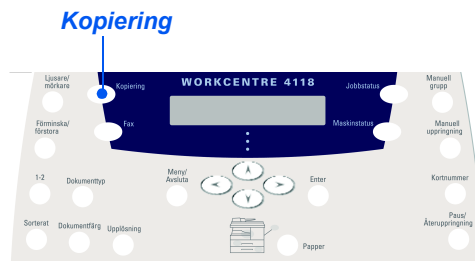 Kopiering
Ljusare/
mörkare
Kopiering
WORKCENTRE 4118
Jobbstatus
Manuell
grupp
Förminska/
förstora
Fax
Maskinstatus
Manuell
uppringning
1-2
Dokumenttyp
Meny/
Avsluta
Enter
Kortnummer
Sorterat
Dokumentfärg
Upplösning
Papper
Paus/
Återuppringning